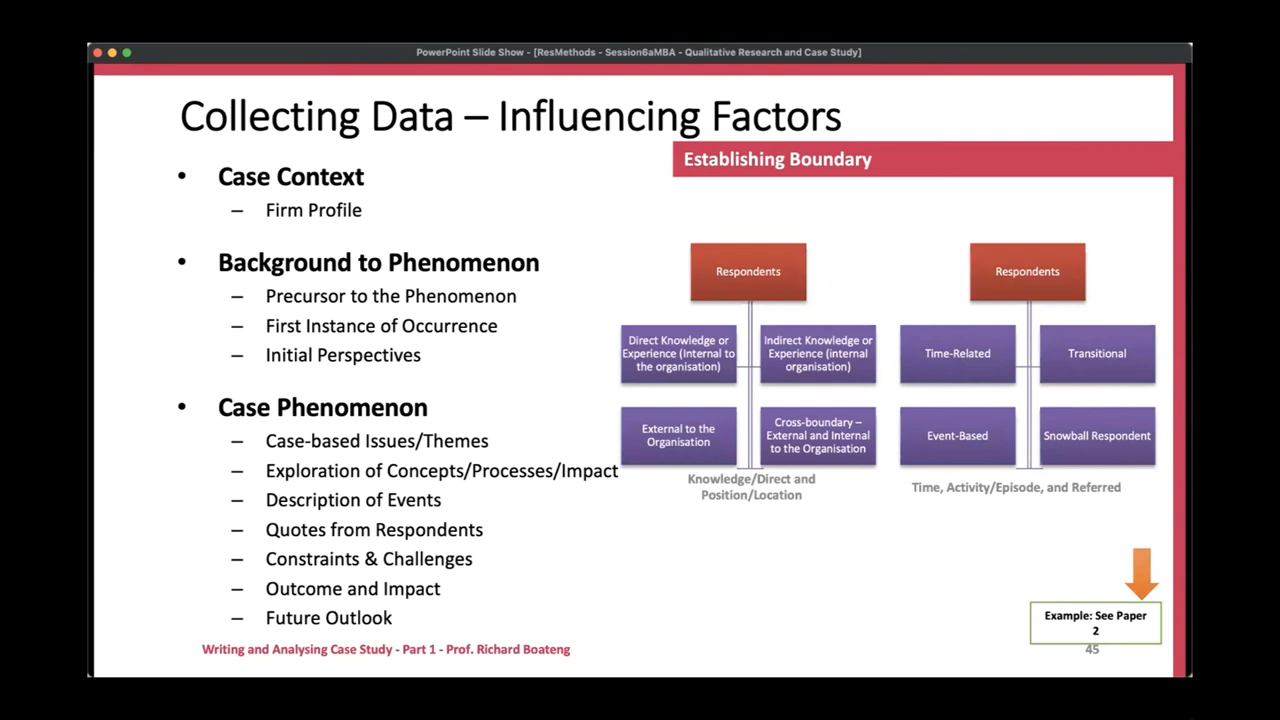 PowerPoint Slide Show - [ResMethods - Session6aMBA - Qualitative Research and Case Study]
Collecting Data – Influencing Factors
Establishing Boundary
• Case Context
– Firm Profile
• Background to Phenomenon
– Precursor to the Phenomenon
– First Instance of Occurrence
– Initial Perspectives
• Case Phenomenon
– Case-based Issues/Themes
– Exploration of Concepts/Processes/Impact
– Description of Events
– Quotes from Respondents
– Constraints & Challenges
– Outcome and Impact
– Future Outlook
Respondents
Direct Knowledge or
Experience (Internal to
the organisation)
Indirect Knowledge or
Experience (internal
organisation)
External to the
Organisation
Cross-boundary –
External and Internal
to the Organisation
Knowledge/Direct and
Position/Location
Respondents
Time-Related
Transitional
Event-Based
Snowball Respondent
Time, Activity/Episode, and Referred
Example: See Paper
2
Writing and Analysing Case Study - Part 1 - Prof. Richard Boateng
45